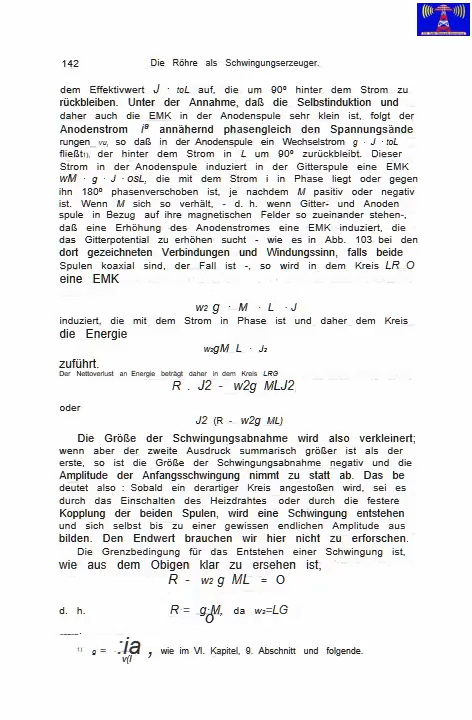 142 Die Röhre als Schwingungserzeuger.
dem Effektivwert J · toL auf, die um 90° hinter dem Strom zu
rückbleiben. Unter der Annahme, daß die Selbstinduktion und
daher auch die EMK in der Anodenspule sehr klein ist, folgt der
Anodenstrom i⁹ annähernd phasengleich den Spannungsände
rungen vu, so daß in der Anodenspule ein Wechselstrom g · J · toL
fließt¹), der hinter dem Strom in L um 90° zurückbleibt. Dieser
Strom in der Anodenspule induziert in der Gitterspule eine EMK
wM · g · J · osL, die mit dem Strom i in Phase liegt oder gegen
ihn 180° phasenverschoben ist, je nachdem M pasitiv oder negativ
ist. Wenn M sich so verhält, - d. h. wenn Gitter- und Anoden
spule in Bezug auf ihre magnetischen Felder so zueinander stehen-,
daß eine Erhöhung des Anodenstromes eine EMK induziert, die
das Gitterpotential zu erhöhen sucht - wie es in Abb. 103 bei den
dort gezeichneten Verbindungen und Windungssinn, falls beide
Spulen koaxial sind, der Fall ist -, so wird in dem Kreis LR O
eine EMK
w2 g · M · L · J
induziert, die mit dem Strom in Phase ist und daher dem Kreis
die Energie
w2gM L · J2
zuführt.
Der Nettoverlust an Energie beträgt daher in dem Kreis LRG
R . J2 - w2g MLJ2
oder
J2 (R - w2g ML)
Die Größe der Schwingungsabnahme wird also verkleinert;
wenn aber der zweite Ausdruck summarisch größer ist als der
erste, so ist die Größe der Schwingungsabnahme negativ und die
Amplitude der Anfangsschwingung nimmt zu statt ab. Das be
deutet also : Sobald ein derartiger Kreis angestoßen wird, sei es
durch das Einschalten des Heizdrahtes oder durch die festere
Kopplung der beiden Spulen, wird eine Schwingung entstehen
und sich selbst bis zu einer gewissen endlichen Amplitude aus
bilden. Den Endwert brauchen wir hier nicht zu erforschen.
Die Grenzbedingung für das Entstehen einer Schwingung ist,
wie aus dem Obigen klar zu ersehen ist,
R - w2 g ML = O
d. h. R = g·M, da w2=LG
O
1) g = :ia , wie im VI. Kapitel, 9. Abschnitt und folgende.
v(l